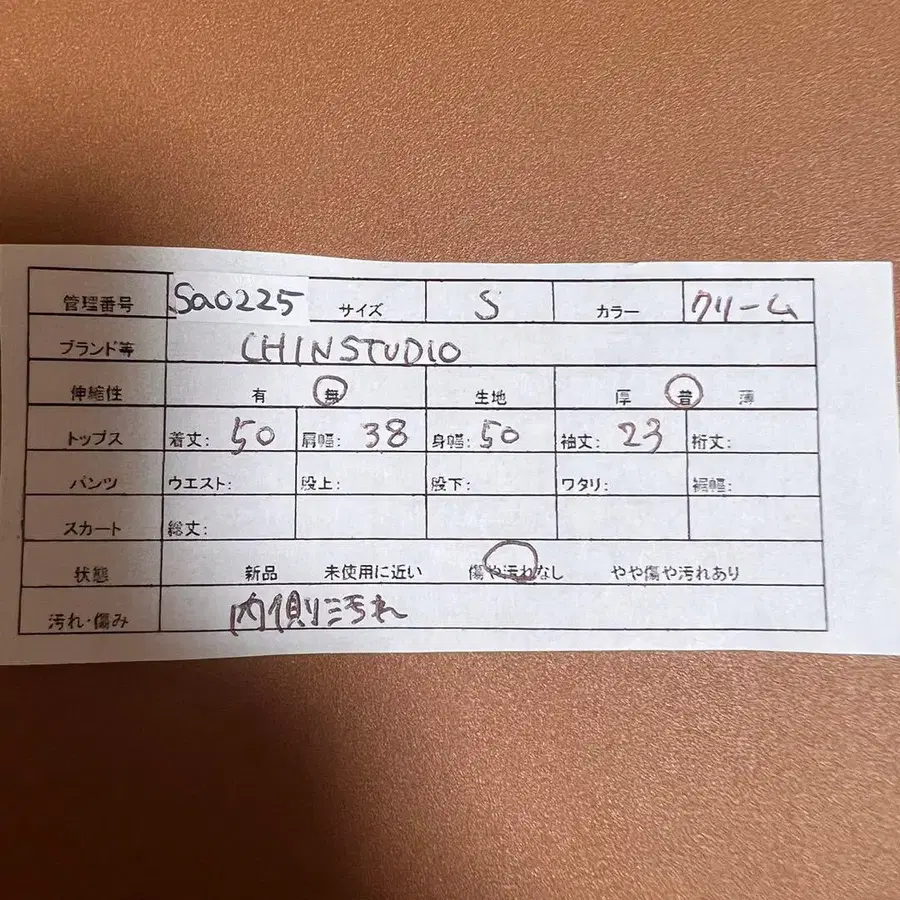 管理番号 Sa0225 サイズ S カラー クリーム
ブランド等 CHINSTUDIO
伸縮性 有 無 生地 厚 普 薄
トップス 着丈: 50 肩幅: 38 身幅: 50 袖丈: 23 裄丈:
パンツ ウエスト: 股上: 股下: ワタリ: 裾幅:
スカート 総丈:
状態 新品 未使用に近い 傷や汚れなし やや傷や汚れあり
汚れ・傷み 内側に汚れ